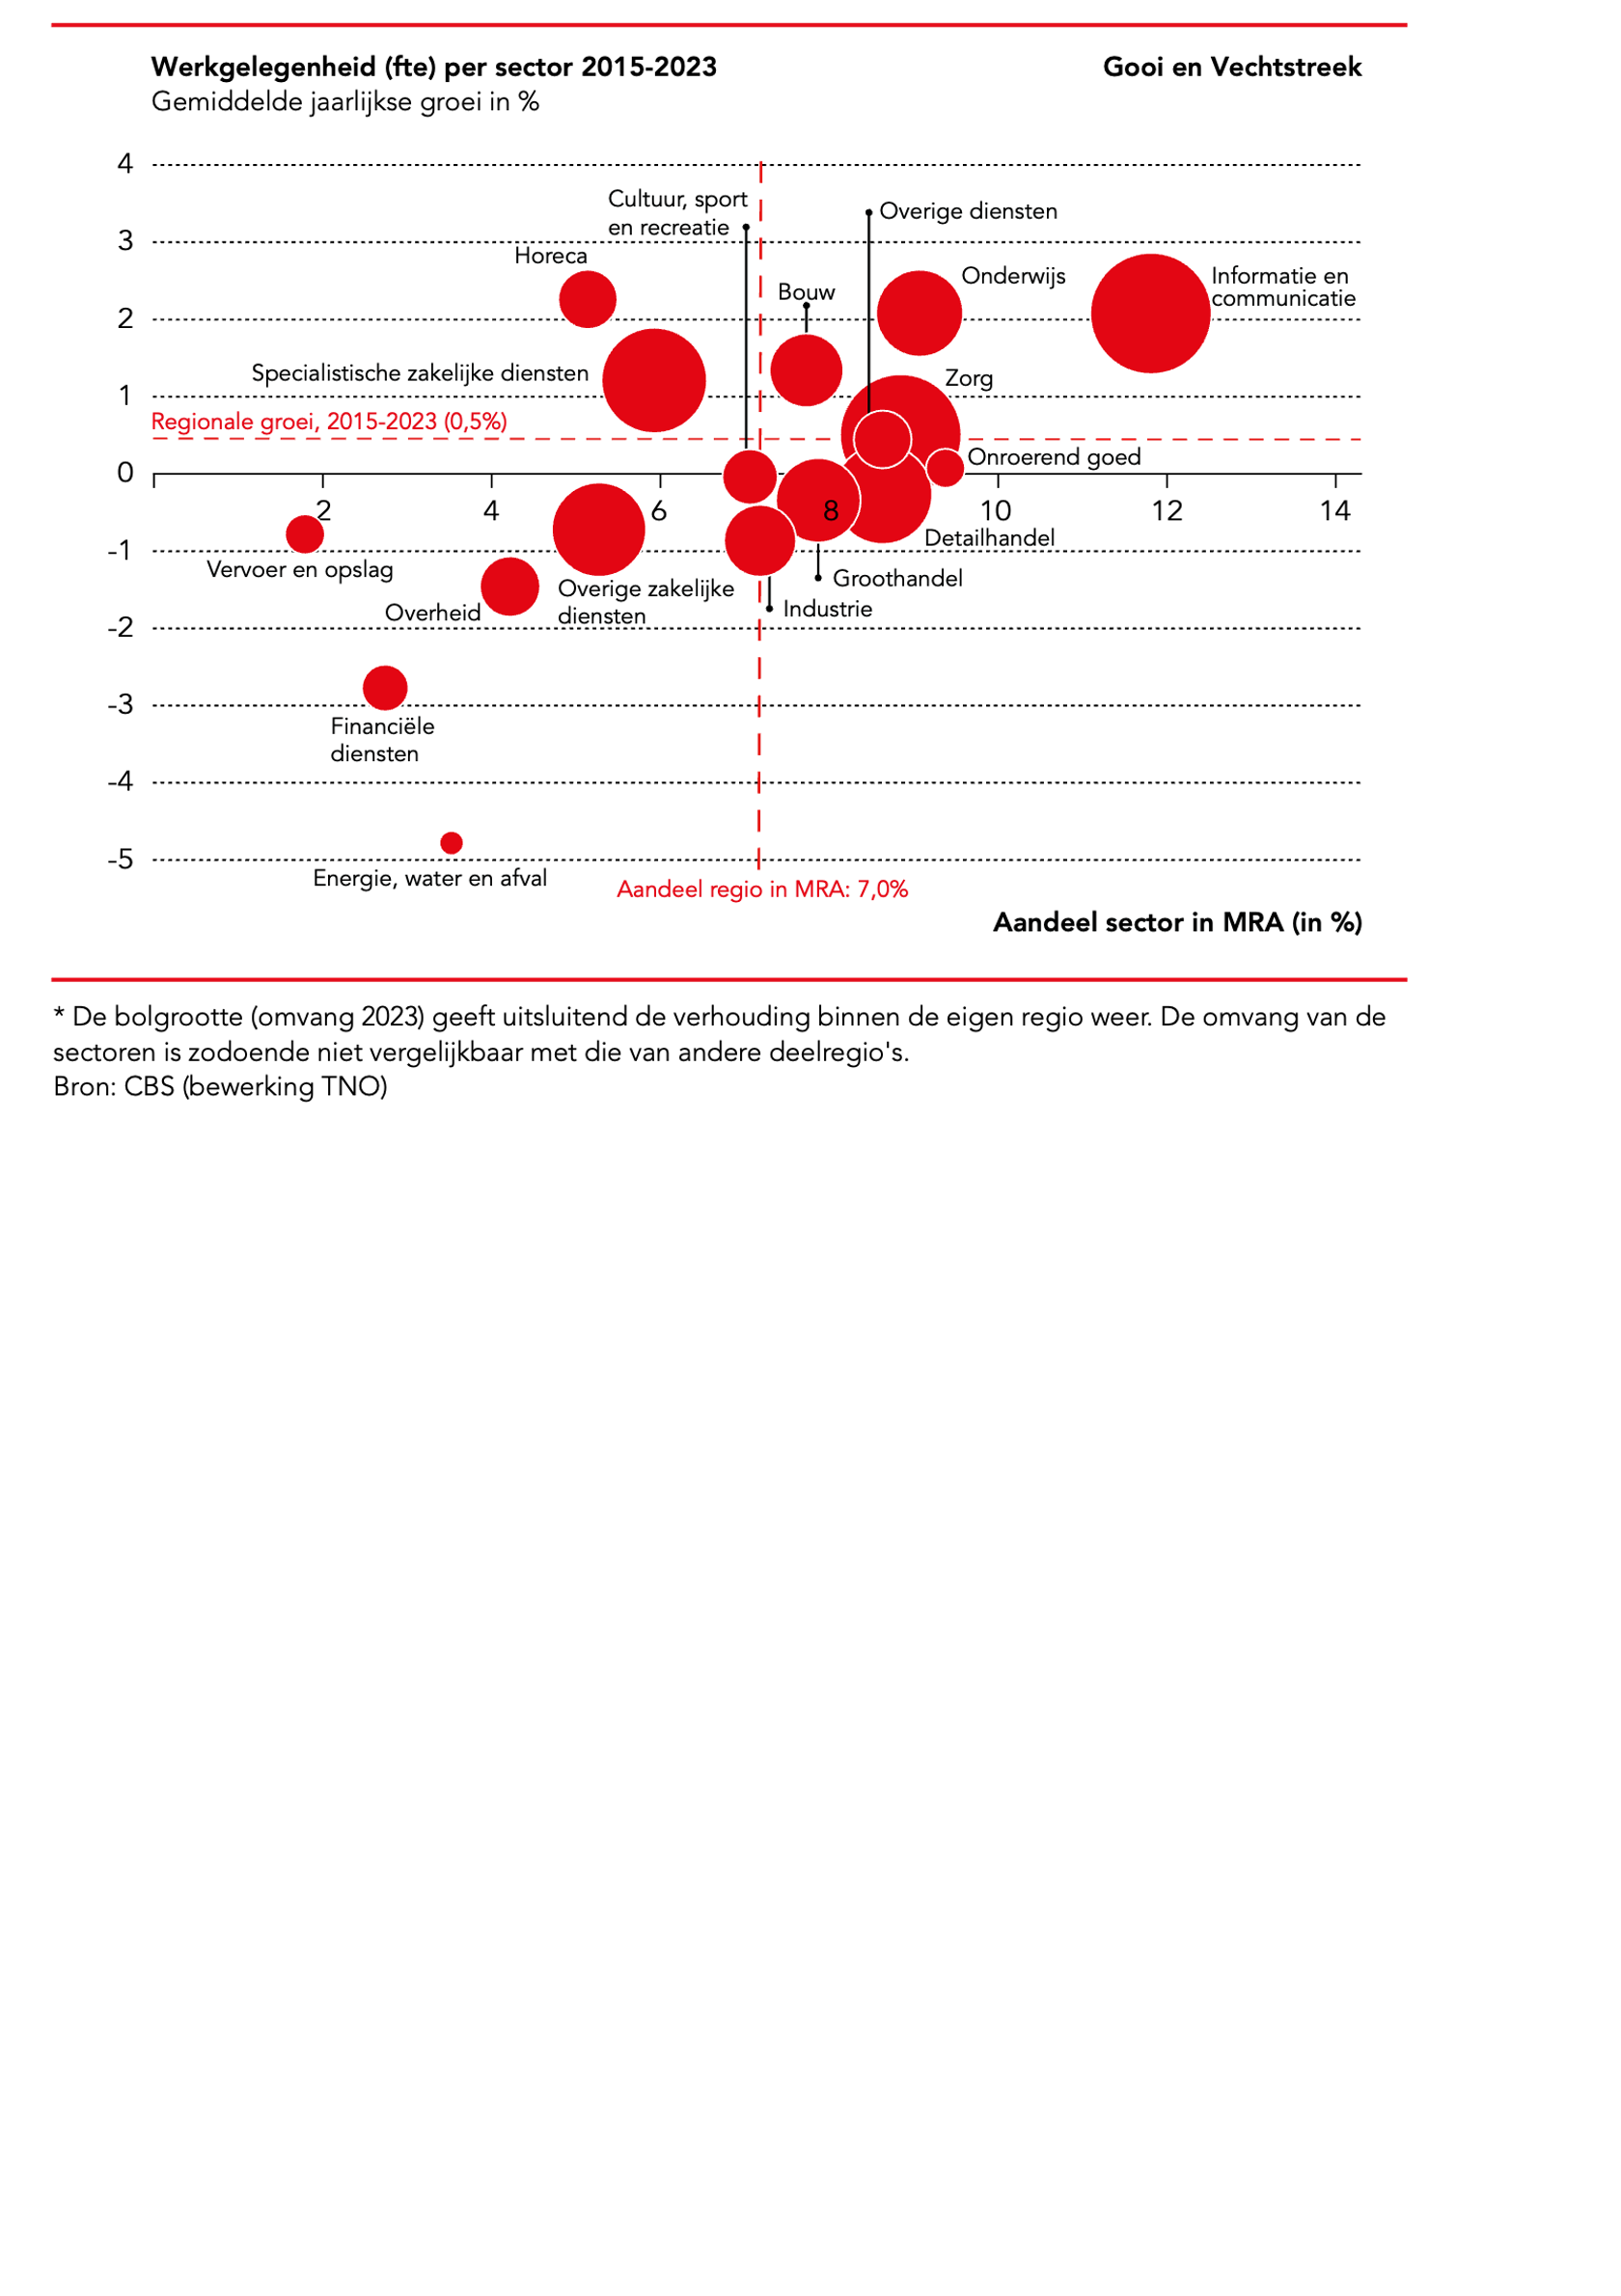 Werkgelegenheid (fte) per sector 2015-2023
Gooi en Vechtstreek
Gemiddelde jaarlijkse groei in %
4
Cultuur, sport
en recreatie
Overige diensten
3
Horeca
Onderwijs
Informatie en
communicatie
Bouw
2
Specialistische zakelijke diensten
Zorg
1
Regionale groei, 2015-2023 (0,5%)
Onroerend goed
0
2
4
6
8
10
12
14
Detailhandel
-1
Vervoer en opslag
Groothandel
Overige zakelijke
diensten
Industrie
Overheid
-2
-3
Financiële
diensten
-4
-5
Energie, water en afval
Aandeel regio in MRA: 7,0%
Aandeel sector in MRA (in %)
* De bolgrootte (omvang 2023) geeft uitsluitend de verhouding binnen de eigen regio weer. De omvang van de
sectoren is zodoende niet vergelijkbaar met die van andere deelregio's.
Bron: CBS (bewerking TNO)